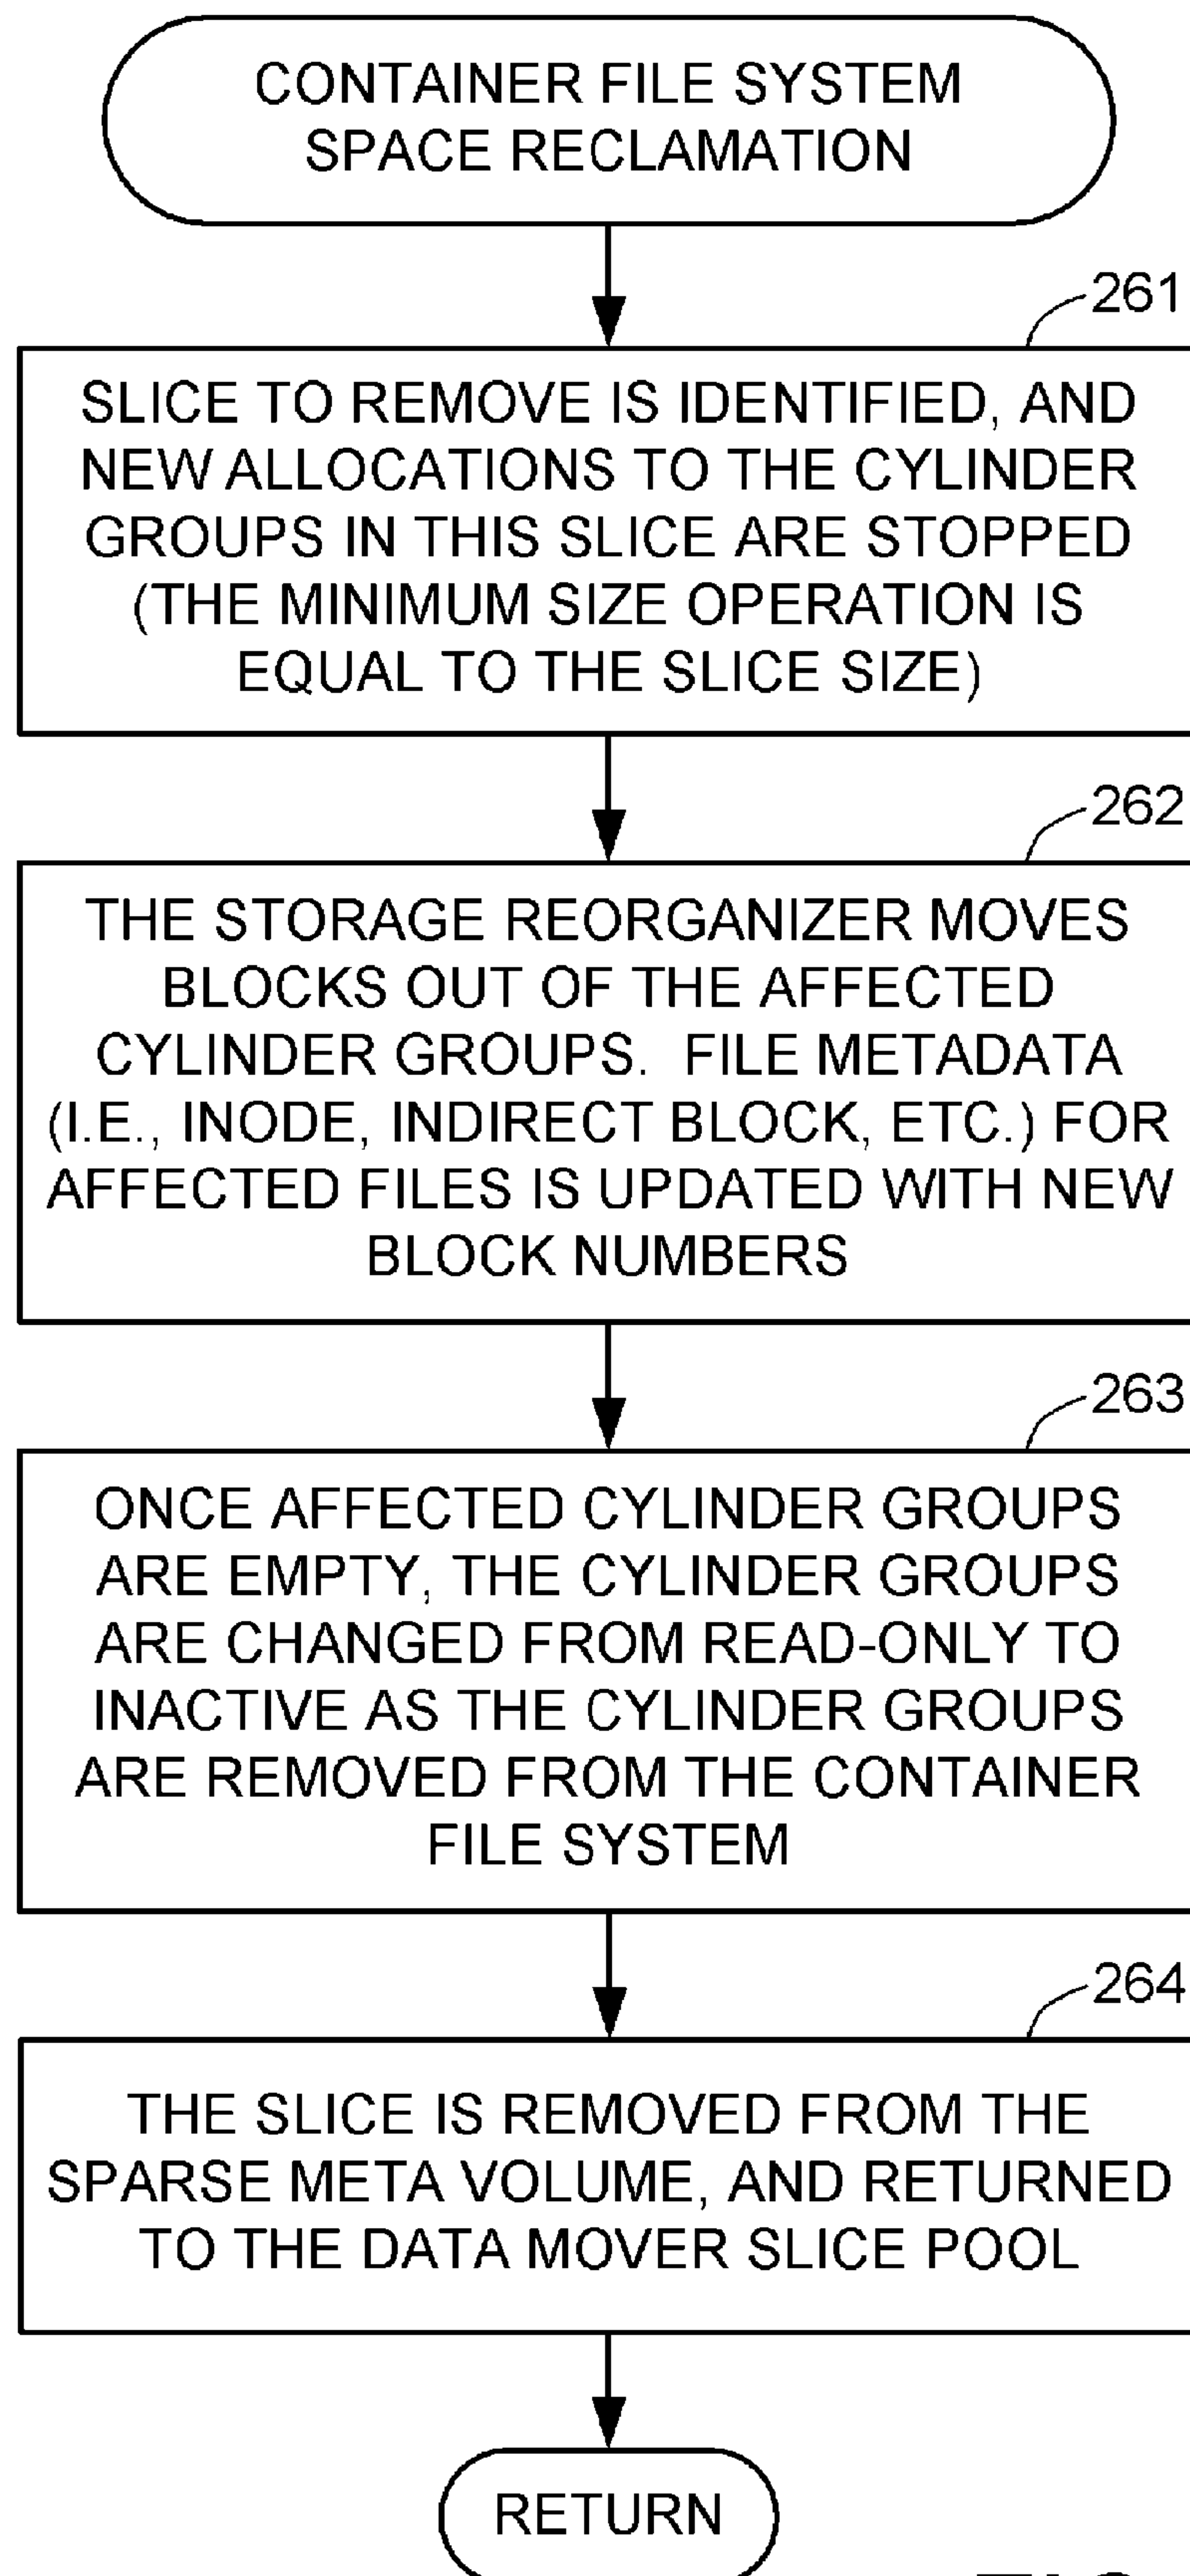 CONTAINER FILE SYSTEM
SPACE RECLAMATION
261
SLICE TO REMOVE IS IDENTIFIED, AND
NEW ALLOCATIONS TO THE CYLINDER
GROUPS IN THIS SLICE ARE STOPPED
(THE MINIMUM SIZE OPERATION IS
EQUAL TO THE SLICE SIZE)
262
THE STORAGE REORGANIZER MOVES
BLOCKS OUT OF THE AFFECTED
CYLINDER GROUPS.  FILE METADATA
(I.E., INODE, INDIRECT BLOCK, ETC.) FOR
AFFECTED FILES IS UPDATED WITH NEW
BLOCK NUMBERS
263
ONCE AFFECTED CYLINDER GROUPS
ARE EMPTY, THE CYLINDER GROUPS
ARE CHANGED FROM READ-ONLY TO
INACTIVE AS THE CYLINDER GROUPS
ARE REMOVED FROM THE CONTAINER
FILE SYSTEM
264
THE SLICE IS REMOVED FROM THE
SPARSE META VOLUME, AND RETURNED
TO THE DATA MOVER SLICE POOL
RETURN